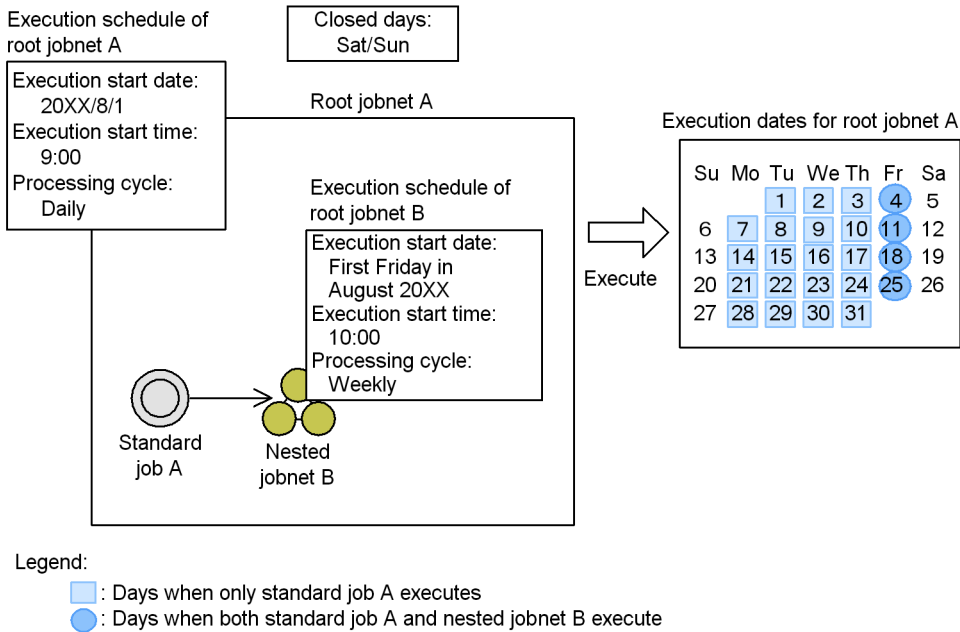 Execution schedule of
root jobnet A
Closed days:
Sat/Sun
Execution start date:
20XX/8/1
Execution start time:
9:00
Processing cycle:
Daily
Root jobnet A
Execution schedule of
root jobnet B
Execution start date:
First Friday in
August 20XX
Execution start time:
10:00
Processing cycle:
Weekly
Standard
job A
Nested
jobnet B
Execute
Execution dates for root jobnet A
Su Mo Tu We Th Fr Sa
1 2 3 4 5
6 7 8 9 10 11 12
13 14 15 16 17 18 19
20 21 22 23 24 25 26
27 28 29 30 31
Legend:
: Days when only standard job A executes
: Days when both standard job A and nested jobnet B execute